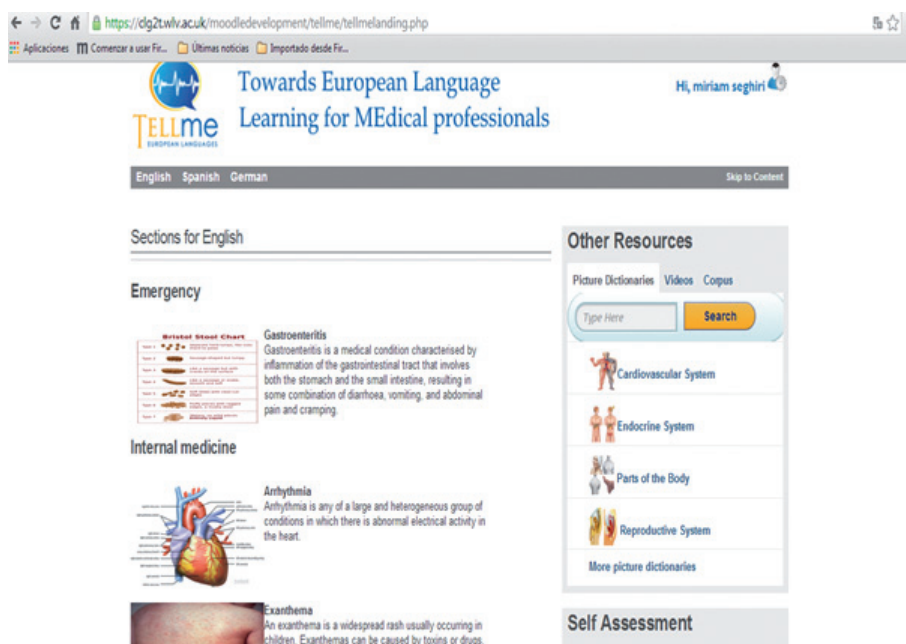 https://clg2t.wlv.ac.uk/moodledevelopment/tellme/tellmelanding.php
Aplicaciones Comenzar a usar Fir... Últimas noticias Importado desde Fir...
Towards European Language
Learning for MEdical professionals
Hi, miriam seghiri
TELLme
EUROPEAN LANGUAGES
English Spanish German
Skip to Content
Sections for English
Emergency
Bristol Stool Chart
Gastroenteritis
Gastroenteritis is a medical condition characterised by
inflammation of the gastrointestinal tract that involves
both the stomach and the small intestine, resulting in
some combination of diarrhoea, vomiting, and abdominal
pain and cramping.
Internal medicine
Arrhythmia
Arrhythmia is any of a large and heterogeneous group of
conditions in which there is abnormal electrical activity in
the heart.
Exanthema
An exanthema is a widespread rash usually occurring in
children. Exanthemas can be caused by toxins or drugs,
Other Resources
Picture Dictionaries Videos Corpus
Type Here
Search
Cardiovascular System
Endocrine System
Parts of the Body
Reproductive System
More picture dictionaries
Self Assessment